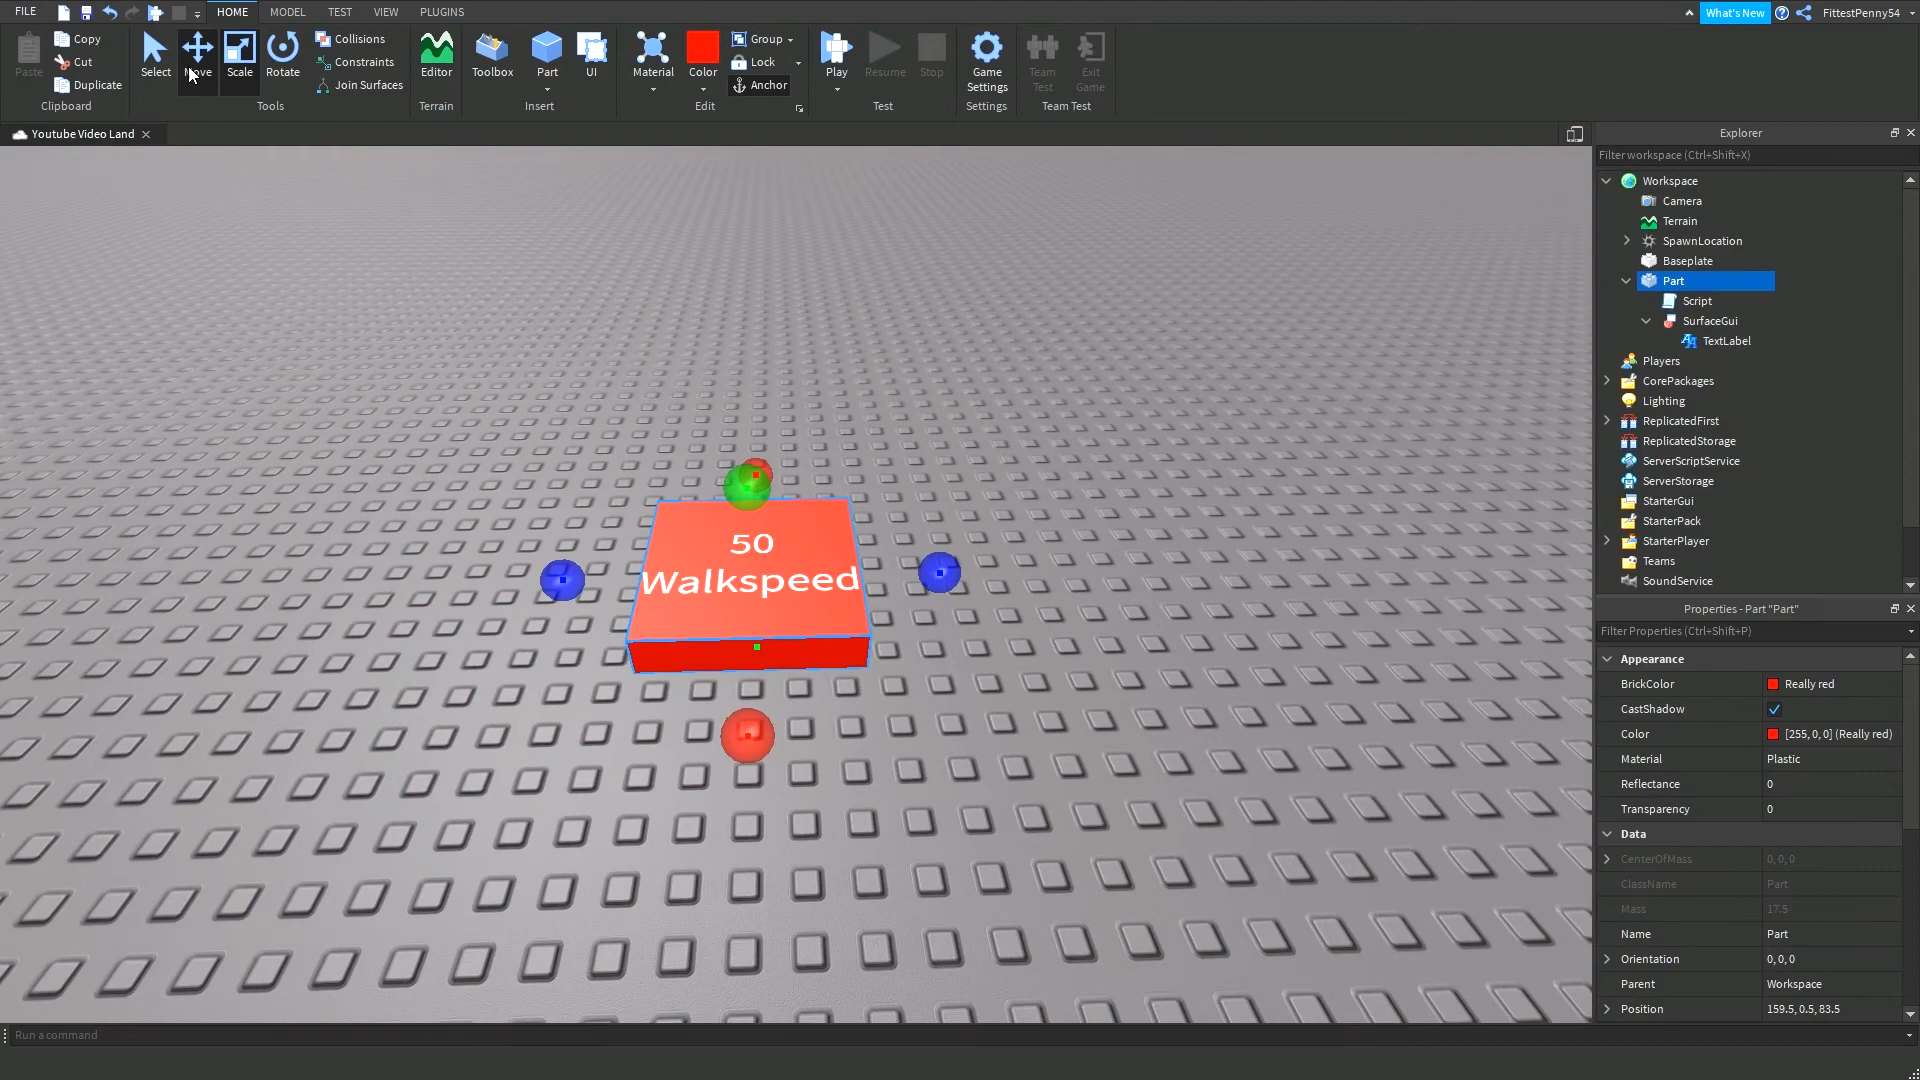 FILE
HOME
MODEL
TEST
VIEW
PLUGINS
What's New
FittestPenny54
Paste
Copy
Cut
Duplicate
Clipboard
Select
Move
Scale
Rotate
Collisions
Constraints
Join Surfaces
Tools
Editor
Terrain
Toolbox
Part
UI
Insert
Material
Color
Group
Lock
Anchor
Edit
Play
Resume
Stop
Test
Game
Settings
Settings
Team
Test
Exit
Game
Team Test
Youtube Video Land
50
Walkspeed
Explorer
Filter workspace (Ctrl+Shift+X)
Workspace
Camera
Terrain
SpawnLocation
Baseplate
Part
Script
SurfaceGui
TextLabel
Players
CorePackages
Lighting
ReplicatedFirst
ReplicatedStorage
ServerScriptService
ServerStorage
StarterGui
StarterPack
StarterPlayer
Teams
SoundService
Properties - Part "Part"
Filter Properties (Ctrl+Shift+P)
Appearance
BrickColor Really red
CastShadow
Color [255, 0, 0] (Really red)
Material Plastic
Reflectance 0
Transparency 0
Data
CenterOfMass 0, 0, 0
ClassName Part
Mass 17.5
Name Part
Orientation 0, 0, 0
Parent Workspace
Position 159.5, 0.5, 83.5
Run a command